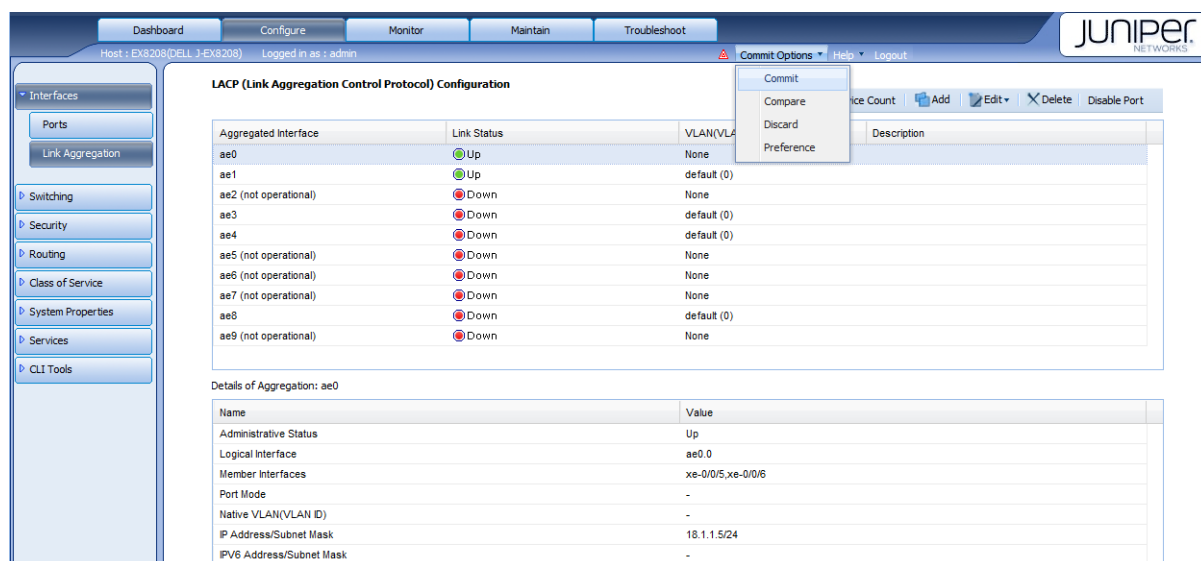 Dashboard Configure Monitor Maintain Troubleshoot
JUNIPER
NETWORKS
Host : EX8208(DELL J-EX8208) Logged in as : admin Commit Options Help Logout
Commit
Compare
Discard
Preference
Interfaces
Ports
Link Aggregation
Switching
Security
Routing
Class of Service
System Properties
Services
CLI Tools
LACP (Link Aggregation Control Protocol) Configuration
Count Add Edit Delete Disable Port
Aggregated Interface Link Status VLAN(VLA Description
ae0 Up None
ae1 Up default (0)
ae2 (not operational) Down None
ae3 Down default (0)
ae4 Down default (0)
ae5 (not operational) Down None
ae6 (not operational) Down None
ae7 (not operational) Down None
ae8 Down default (0)
ae9 (not operational) Down None
Details of Aggregation: ae0
Name Value
Administrative Status Up
Logical Interface ae0.0
Member Interfaces xe-0/0/5,xe-0/0/6
Port Mode -
Native VLAN(VLAN ID) -
IP Address/Subnet Mask 18.1.1.5/24
IPV6 Address/Subnet Mask -